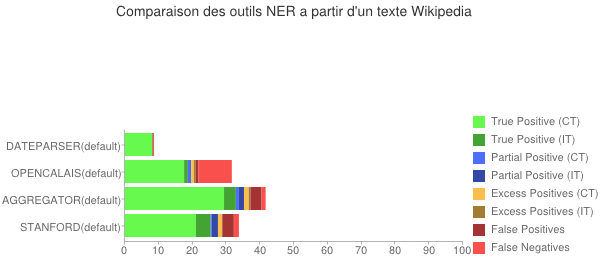 Comparaison des outils NER a partir d'un texte Wikipedia
DATEPARSER(default)
OPENCALAIS(default)
AGGREGATOR(default)
STANFORD(default)
0 10 20 30 40 50 60 70 80 90 100
True Positive (CT)
True Positive (IT)
Partial Positive (CT)
Partial Positive (IT)
Excess Positives (CT)
Excess Positives (IT)
False Positives
False Negatives